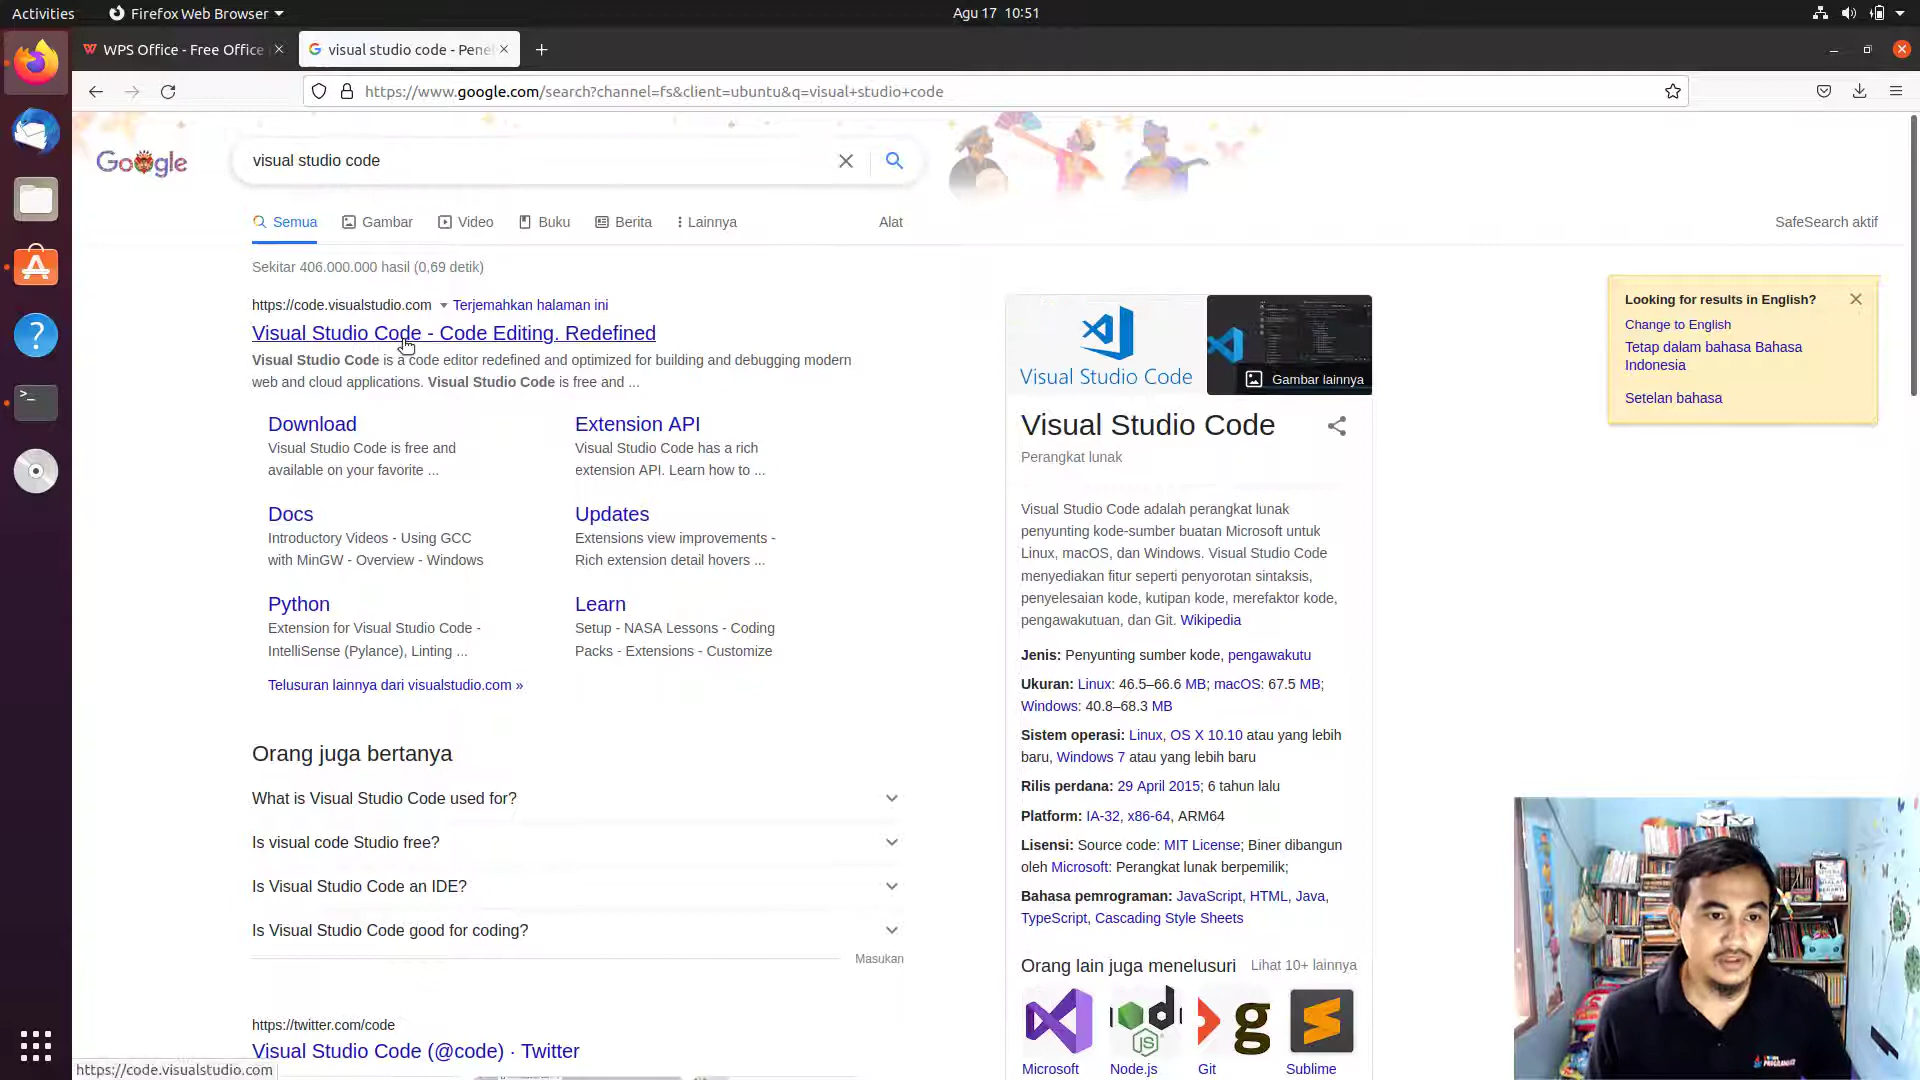 Activities
Firefox Web Browser
Agu 17 10:51
WPS Office - Free Office
visual studio code - Pene
https://www.google.com/search?channel=fs&client=ubuntu&q=visual+studio+code
Google
visual studio code
Semua
Gambar
Video
Buku
Berita
Lainnya
Alat
SafeSearch aktif
Sekitar 406.000.000 hasil (0,69 detik)
https://code.visualstudio.com
Terjemahkan halaman ini
Visual Studio Code - Code Editing. Redefined
Visual Studio Code is a code editor redefined and optimized for building and debugging modern
web and cloud applications. Visual Studio Code is free and ...
Download
Visual Studio Code is free and
available on your favorite ...
Extension API
Visual Studio Code has a rich
extension API. Learn how to ...
Docs
Introductory Videos - Using GCC
with MinGW - Overview - Windows
Updates
Extensions view improvements -
Rich extension detail hovers ...
Python
Extension for Visual Studio Code -
IntelliSense (Pylance), Linting ...
Learn
Setup - NASA Lessons - Coding
Packs - Extensions - Customize
Telusuran lainnya dari visualstudio.com »
Orang juga bertanya
What is Visual Studio Code used for?
Is visual code Studio free?
Is Visual Studio Code an IDE?
Is Visual Studio Code good for coding?
Masukan
https://twitter.com/code
Visual Studio Code (@code) · Twitter
https://code.visualstudio.com
Visual Studio Code
Gambar lainnya
Visual Studio Code
Perangkat lunak
Visual Studio Code adalah perangkat lunak
penyunting kode-sumber buatan Microsoft untuk
Linux, macOS, dan Windows. Visual Studio Code
menyediakan fitur seperti penyorotan sintaksis,
penyelesaian kode, kutipan kode, merefaktor kode,
pengawakutuan, dan Git. Wikipedia
Jenis: Penyunting sumber kode, pengawakutu
Ukuran: Linux: 46.5–66.6 MB; macOS: 67.5 MB;
Windows: 40.8–68.3 MB
Sistem operasi: Linux, OS X 10.10 atau yang lebih
baru, Windows 7 atau yang lebih baru
Rilis perdana: 29 April 2015; 6 tahun lalu
Platform: IA-32, x86-64, ARM64
Lisensi: Source code: MIT License; Biner dibangun
oleh Microsoft: Perangkat lunak berpemilik;
Bahasa pemrograman: JavaScript, HTML, Java,
TypeScript, Cascading Style Sheets
Orang lain juga menelusuri
Lihat 10+ lainnya
Microsoft
Node.js
Git
Sublime
Looking for results in English?
Change to English
Tetap dalam bahasa Bahasa
Indonesia
Setelan bahasa